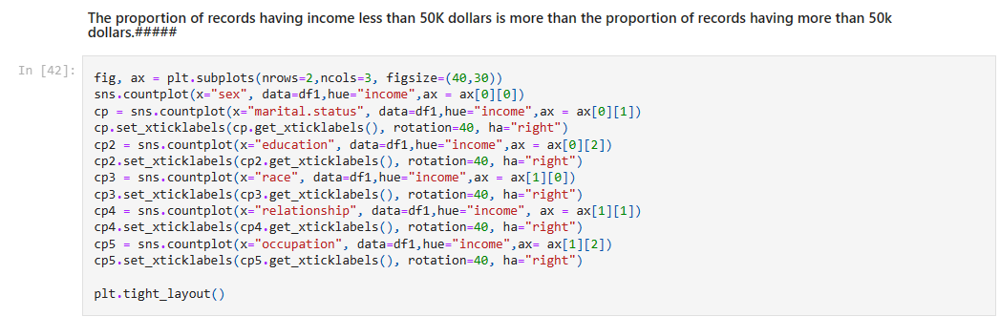 The proportion of records having income less than 50K dollars is more than the proportion of records having more than 50k
dollars.#####
In [42]:
fig, ax = plt.subplots(nrows=2,ncols=3, figsize=(40,30))
sns.countplot(x="sex", data=df1,hue="income",ax = ax[0][0])
cp = sns.countplot(x="marital.status", data=df1,hue="income",ax = ax[0][1])
cp.set_xticklabels(cp.get_xticklabels(), rotation=40, ha="right")
cp2 = sns.countplot(x="education", data=df1,hue="income",ax = ax[0][2])
cp2.set_xticklabels(cp2.get_xticklabels(), rotation=40, ha="right")
cp3 = sns.countplot(x="race", data=df1,hue="income",ax = ax[1][0])
cp3.set_xticklabels(cp3.get_xticklabels(), rotation=40, ha="right")
cp4 = sns.countplot(x="relationship", data=df1,hue="income", ax = ax[1][1])
cp4.set_xticklabels(cp4.get_xticklabels(), rotation=40, ha="right")
cp5 = sns.countplot(x="occupation", data=df1,hue="income",ax= ax[1][2])
cp5.set_xticklabels(cp5.get_xticklabels(), rotation=40, ha="right")
plt.tight_layout()